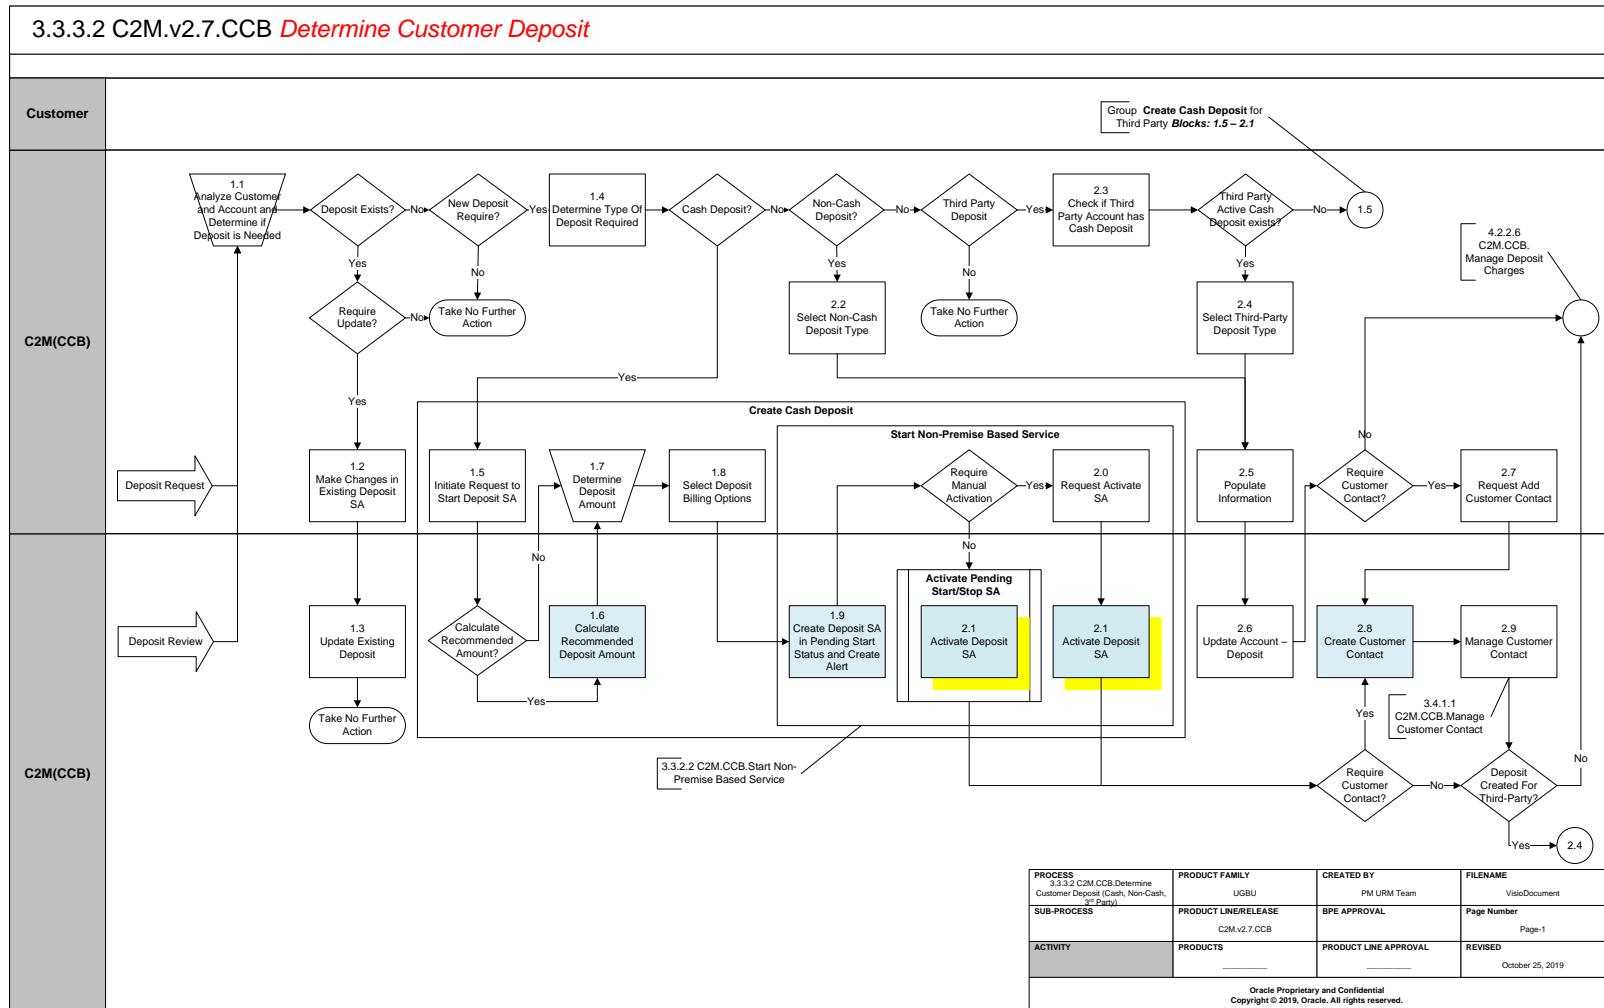 3.3.3.2 C2M.v2.7.CCB Determine Customer Deposit
Customer
Group Create Cash Deposit for
Third Party Blocks: 1.5 – 2.1
C2M(CCB)
1.1
Analyze Customer
and Account and
Determine if
Deposit is Needed
Deposit Exists?
No
New Deposit
Require?
Yes
1.4
Determine Type Of
Deposit Required
Cash Deposit?
No
Non-Cash
Deposit?
No
Third Party
Deposit
Yes
2.3
Check if Third
Party Account has
Cash Deposit
Third Party
Active Cash
Deposit exists?
No
1.5
4.2.2.6
C2M.CCB.
Manage Deposit
Charges
Yes
No
Yes
No
Yes
Require
Update?
No
Take No Further
Action
2.2
Select Non-Cash
Deposit Type
Take No Further
Action
2.4
Select Third-Party
Deposit Type
Yes
Yes
Create Cash Deposit
Start Non-Premise Based Service
No
Deposit Request
1.2
Make Changes in
Existing Deposit
SA
1.5
Initiate Request to
Start Deposit SA
1.7
Determine
Deposit
Amount
1.8
Select Deposit
Billing Options
Require
Manual
Activation
Yes
2.0
Request Activate
SA
2.5
Populate
Information
Require
Customer
Contact?
Yes
2.7
Request Add
Customer Contact
C2M(CCB)
No
No
Activate Pending
Start/Stop SA
Deposit Review
1.3
Update Existing
Deposit
Calculate
Recommended
Amount?
1.6
Calculate
Recommended
Deposit Amount
1.9
Create Deposit SA
in Pending Start
Status and Create
Alert
2.1
Activate Deposit
SA
2.1
Activate Deposit
SA
2.6
Update Account –
Deposit
2.8
Create Customer
Contact
2.9
Manage Customer
Contact
Yes
Take No Further
Action
Yes
3.4.1.1
C2M.CCB.Manage
Customer Contact
3.3.2.2 C2M.CCB.Start Non-
Premise Based Service
Require
Customer
Contact?
No
Deposit
Created For
Third-Party?
No
Yes
2.4
PROCESS
3.3.3.2 C2M.CCB.Determine
Customer Deposit (Cash, Non-Cash,
3rd Party)
PRODUCT FAMILY
UGBU
CREATED BY
PM URM Team
FILENAME
VisioDocument
SUB-PROCESS
PRODUCT LINE/RELEASE
C2M.v2.7.CCB
BPE APPROVAL
Page Number
Page-1
ACTIVITY
PRODUCTS
PRODUCT LINE APPROVAL
REVISED
October 25, 2019
Oracle Proprietary and Confidential
Copyright © 2019, Oracle. All rights reserved.